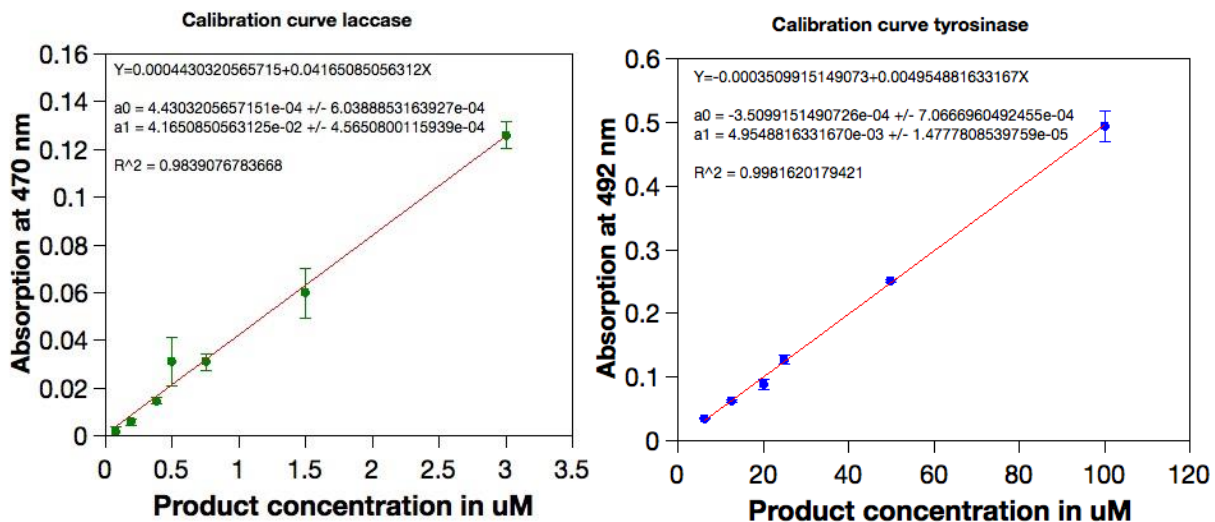 Calibration curve laccase
Y=0.0004430320565715+0.04165085056312X
a0 = 4.4303205657151e-04 +/- 6.0388853163927e-04
a1 = 4.1650850563125e-02 +/- 4.5650800115939e-04
R^2 = 0.9839076783668
Absorption at 470 nm
0.16
0.14
0.12
0.1
0.08
0.06
0.04
0.02
0
0 0.5 1 1.5 2 2.5 3 3.5
Product concentration in uM
Calibration curve tyrosinase
Y=-0.0003509915149073+0.004954881633167X
a0 = -3.5099151490726e-04 +/- 7.0669960492455e-04
a1 = 4.9548816331670e-03 +/- 1.4777808539759e-05
R^2 = 0.9981620179421
Absorption at 492 nm
0.6
0.5
0.4
0.3
0.2
0.1
0
0 20 40 60 80 100 120
Product concentration in uM